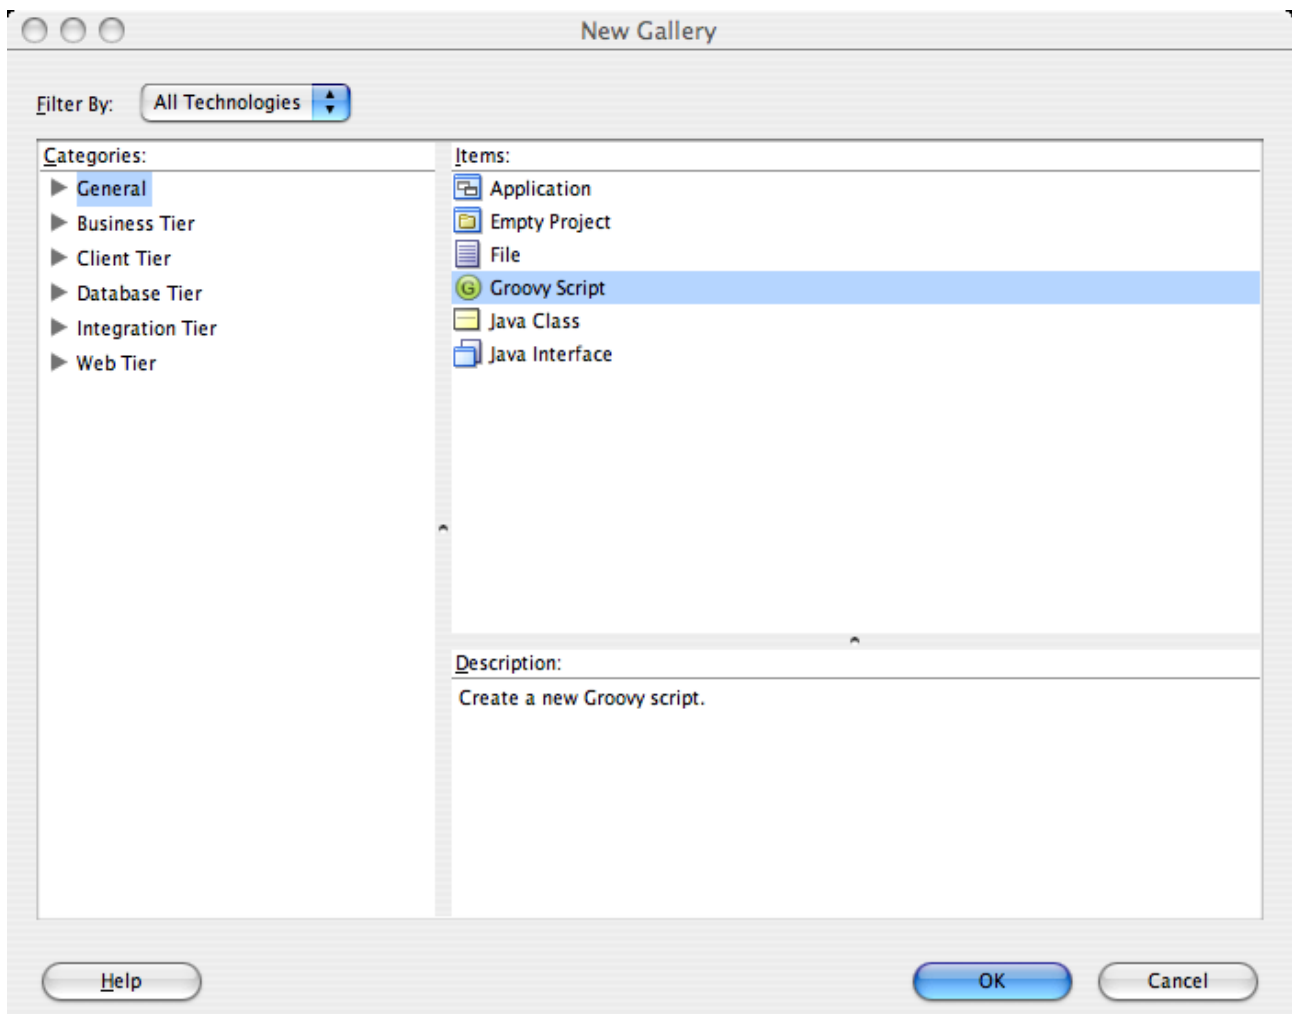 New Gallery
Filter By: All Technologies
Categories:
General
Business Tier
Client Tier
Database Tier
Integration Tier
Web Tier
Items:
Application
Empty Project
File
G Groovy Script
Java Class
Java Interface
Description:
Create a new Groovy script.
Help OK Cancel